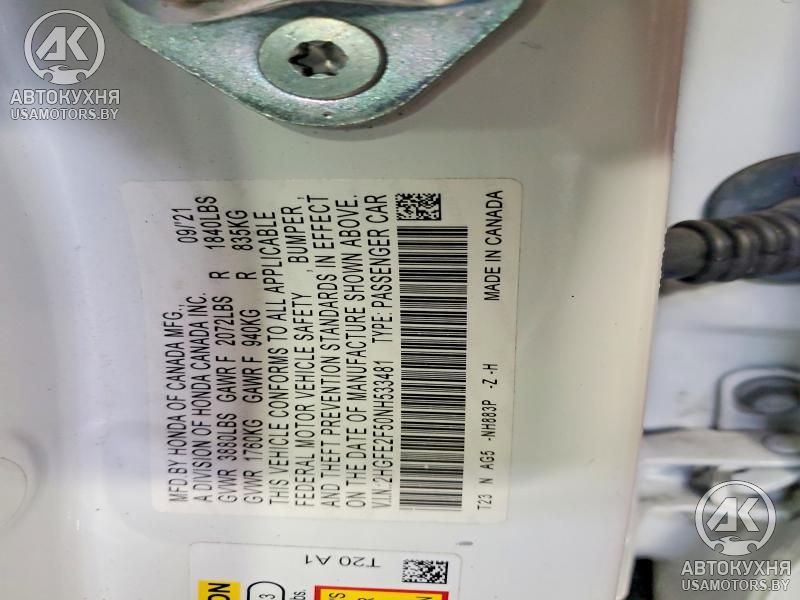 AK
АВТОКУХНЯ
USAMOTORS.BY
MFD.BY HONDA OF CANADA MFG., 09/'21
A DIVISION OF HONDA CANADA INC.
GVWR 3880LBS GAWR F 2072LBS R 1840LBS
GVWR 1760KG GAWR F 940KG R 835KG
THIS VEHICLE CONFORMS TO ALL APPLICABLE
FEDERAL MOTOR VEHICLE SAFETY , BUMPER,
AND THEFT PREVENTION STANDARDS IN EFFECT
ON THE DATE OF MANUFACTURE SHOWN ABOVE.
V.I.N:2HGFE2F50NH533481 TYPE: PASSENGER CAR
T23 N AG5 -NH883P -Z -H MADE IN CANADA
T20 A1
AK
АВТОКУХНЯ
USAMOTORS.BY